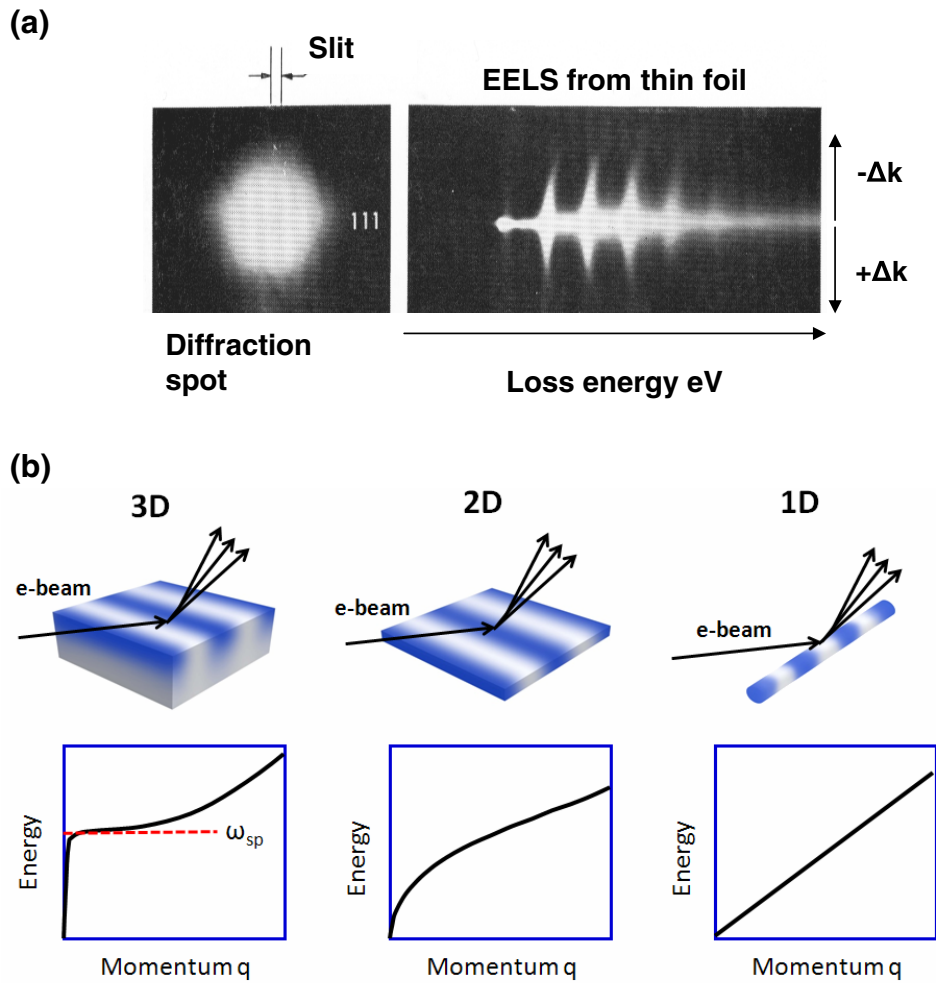 (a)
Slit
EELS from thin foil
111
-Δk
+Δk
Diffraction
spot
Loss energy eV
(b)
3D
2D
1D
e-beam
e-beam
e-beam
Energy
ωsp
Momentum q
Energy
Momentum q
Energy
Momentum q